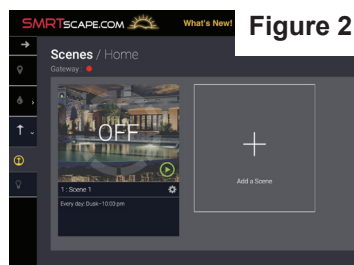 SMRTSCAPE.COM
What's New!
Figure 2
Scenes / Home
Gateway :
OFF
1 : Scene 1
Every day: Dusk–10:03 pm
Add a Scene